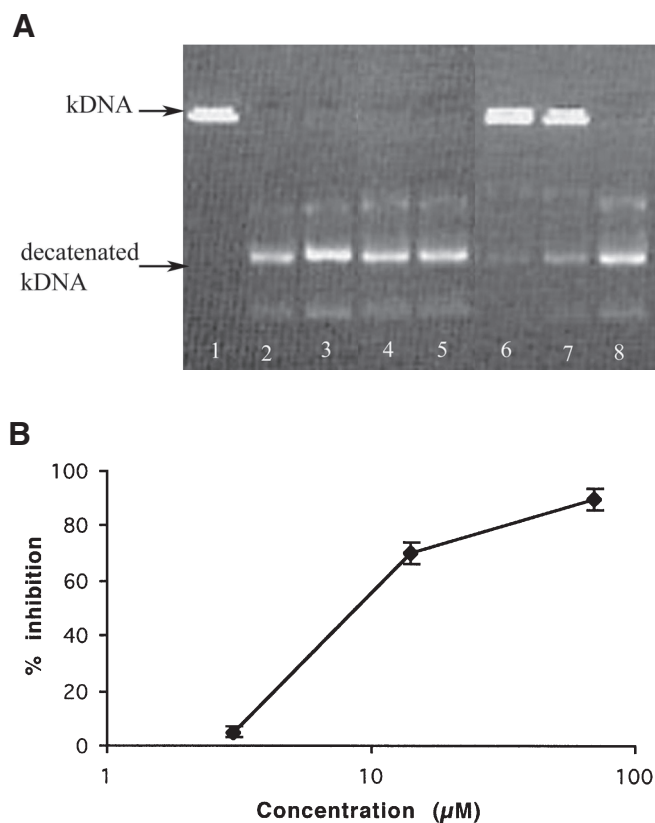 A
kDNA
decatenated
kDNA
1 2 3 4 5 6 7 8
B
100
80
60
40
20
0
% inhibition
1 10 100
Concentration (µM)